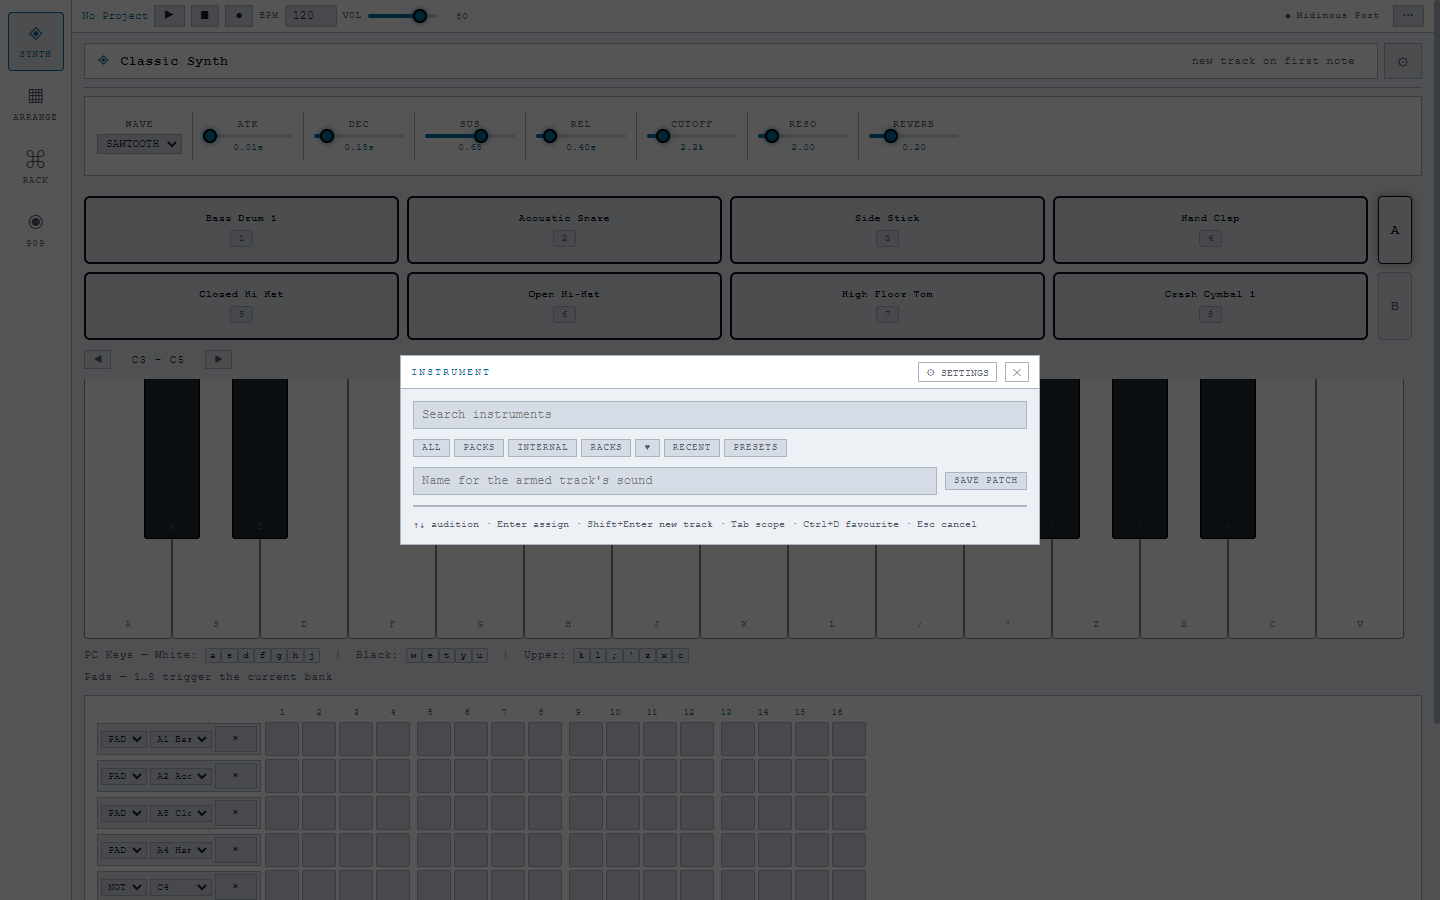 No Project BPM 120 VOL 80 Midinous Port ...
SYNTH
ARRANGE
RACK
909
Classic Synth new track on first note
WAVE ATK DEC SUS REL CUTOFF RESO REVERB
SAWTOOTH 0.01s 0.15s 0.65 0.40s 2.2k 2.00 0.20
Bass Drum 1 Acoustic Snare Side Stick Hand Clap A
1 2 3 4
Closed Hi Hat Open Hi-Hat High Floor Tom Crash Cymbal 1 B
5 6 7 8
C3 – C5
INSTRUMENT SETTINGS ×
Search instruments
ALL PACKS INTERNAL RACKS ♥ RECENT PRESETS
Name for the armed track's sound SAVE PATCH
↑↓ audition · Enter assign · Shift+Enter new track · Tab scope · Ctrl+D favourite · Esc cancel
A S D F G H J K L ; ' Z X C V
PC Keys — White: a s d f g h j | Black: w e t y u | Upper: k l ; ' z x c
Pads — 1…8 trigger the current bank
1 2 3 4 5 6 7 8 9 10 11 12 13 14 15 16
PAD A1 Bas ×
PAD A2 Aco ×
PAD A5 Clo ×
PAD A4 Han ×
NOT C4 ×